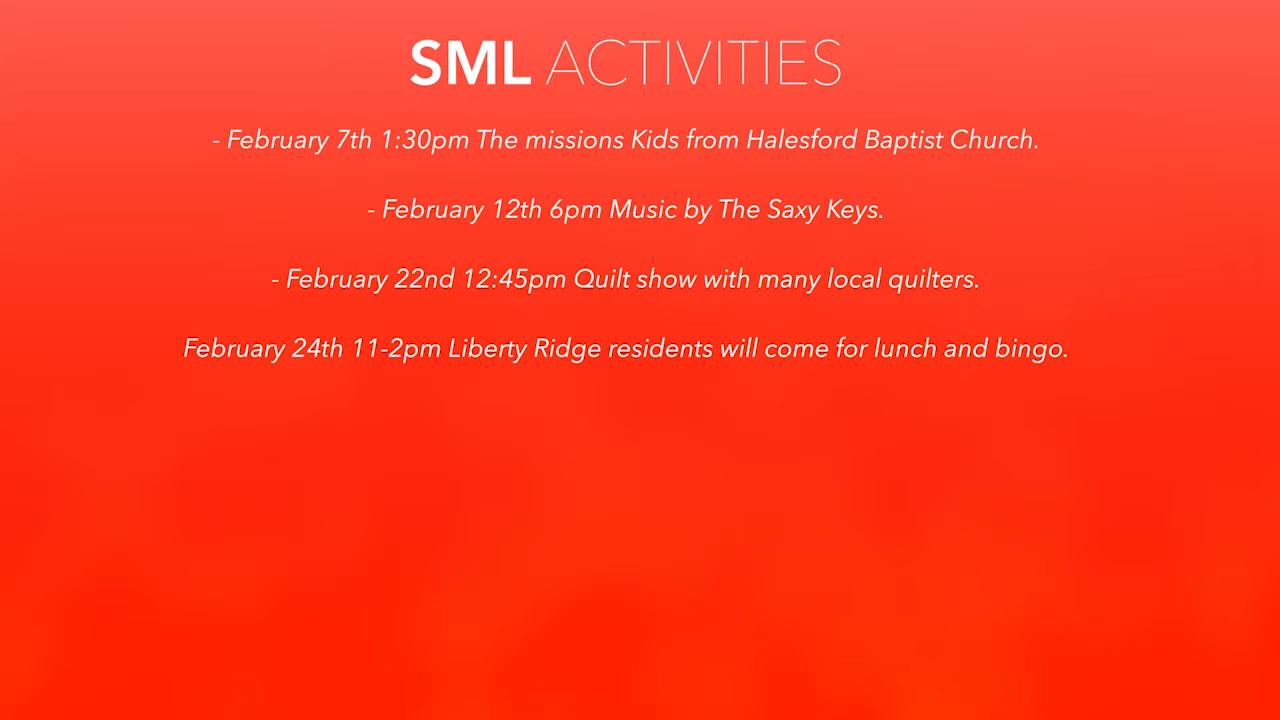 SML ACTIVITIES
- February 7th 1:30pm The missions Kids from Halesford Baptist Church.
- February 12th 6pm Music by The Saxy Keys.
- February 22nd 12:45pm Quilt show with many local quilters.
February 24th 11-2pm Liberty Ridge residents will come for lunch and bingo.